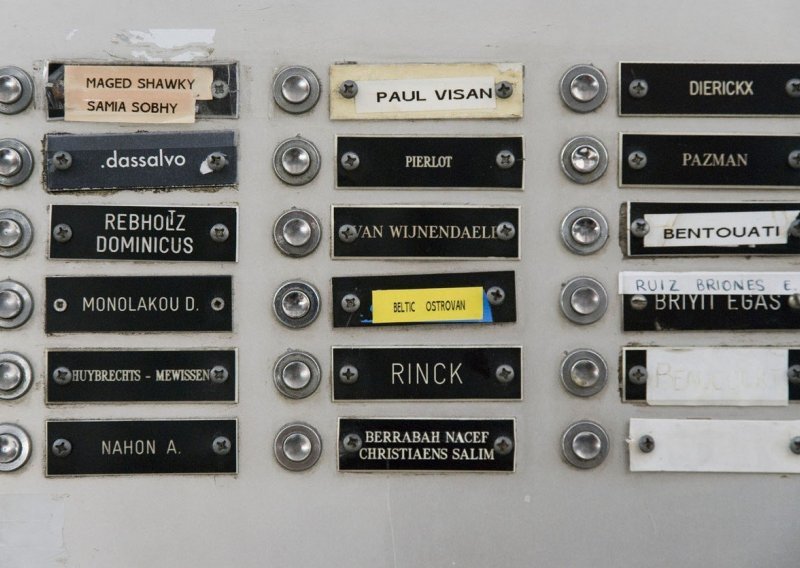 MAGED SHAWKY
SAMIA SOBHY
.dassalvo
REBHOLZ
DOMINICUS
MONOLAKOU D.
HUYBRECHTS - MEWISSEN
NAHON A.
PAUL VISAN
PIERLOT
VAN WIJNENDAELE
BELTIC OSTROVAN
RINCK
BERRABAH NACEF
CHRISTIAENS SALIM
DIERICKX
PAZMAN
BENTOUATI
RUIZ BRIONES E.
BRIYIT EGAS